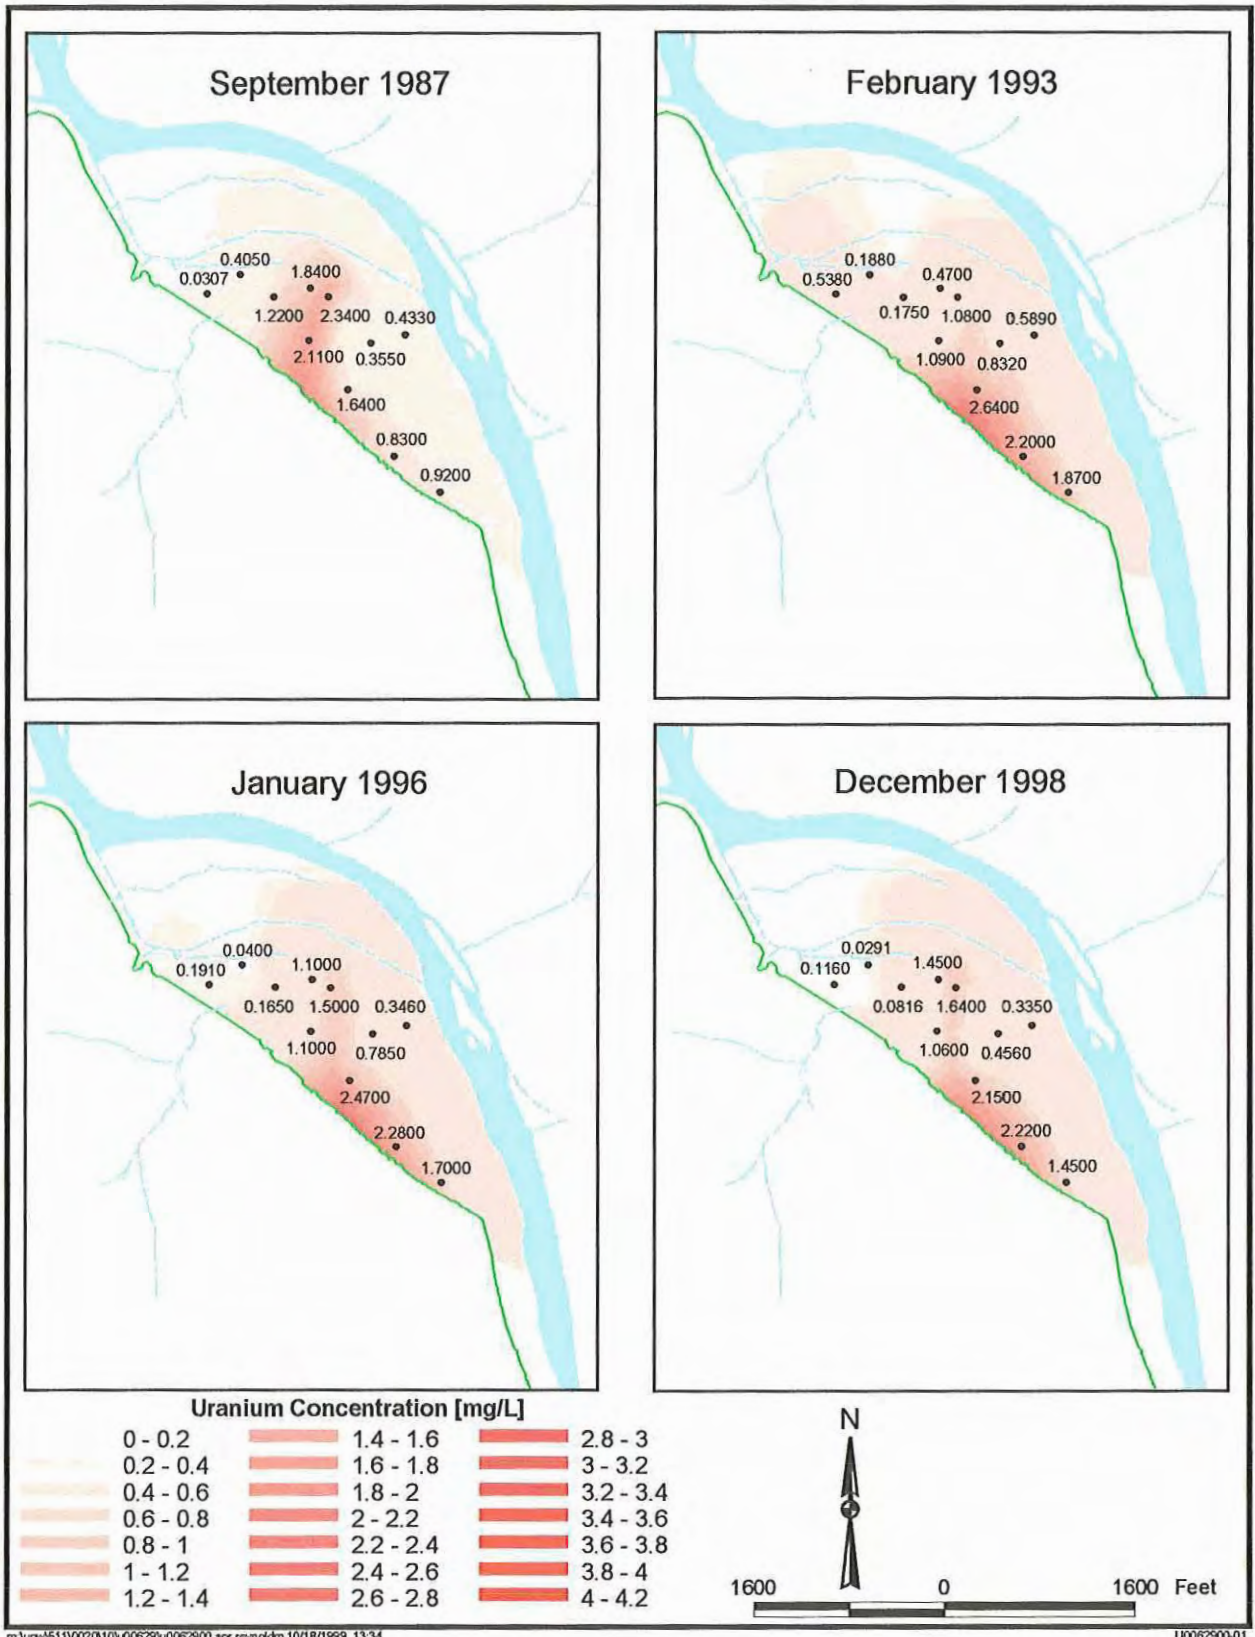 September 1987
0.4050
0.0307
1.8400
1.2200
2.3400
0.4330
2.1100
0.3550
1.6400
0.8300
0.9200
February 1993
0.1880
0.5380
0.4700
0.1750
1.0800
0.5890
1.0900
0.8320
2.6400
2.2000
1.8700
January 1996
0.0400
0.1910
1.1000
0.1650
1.5000
0.3460
1.1000
0.7850
2.4700
2.2800
1.7000
December 1998
0.0291
0.1160
1.4500
0.0816
1.6400
0.3350
1.0600
0.4560
2.1500
2.2200
1.4500
Uranium Concentration [mg/L]
0 - 0.2
0.2 - 0.4
0.4 - 0.6
0.6 - 0.8
0.8 - 1
1 - 1.2
1.2 - 1.4
1.4 - 1.6
1.6 - 1.8
1.8 - 2
2 - 2.2
2.2 - 2.4
2.4 - 2.6
2.6 - 2.8
2.8 - 3
3 - 3.2
3.2 - 3.4
3.4 - 3.6
3.6 - 3.8
3.8 - 4
4 - 4.2
N
1600 0 1600 Feet
10/18/1999, 13:34
U0062900-01